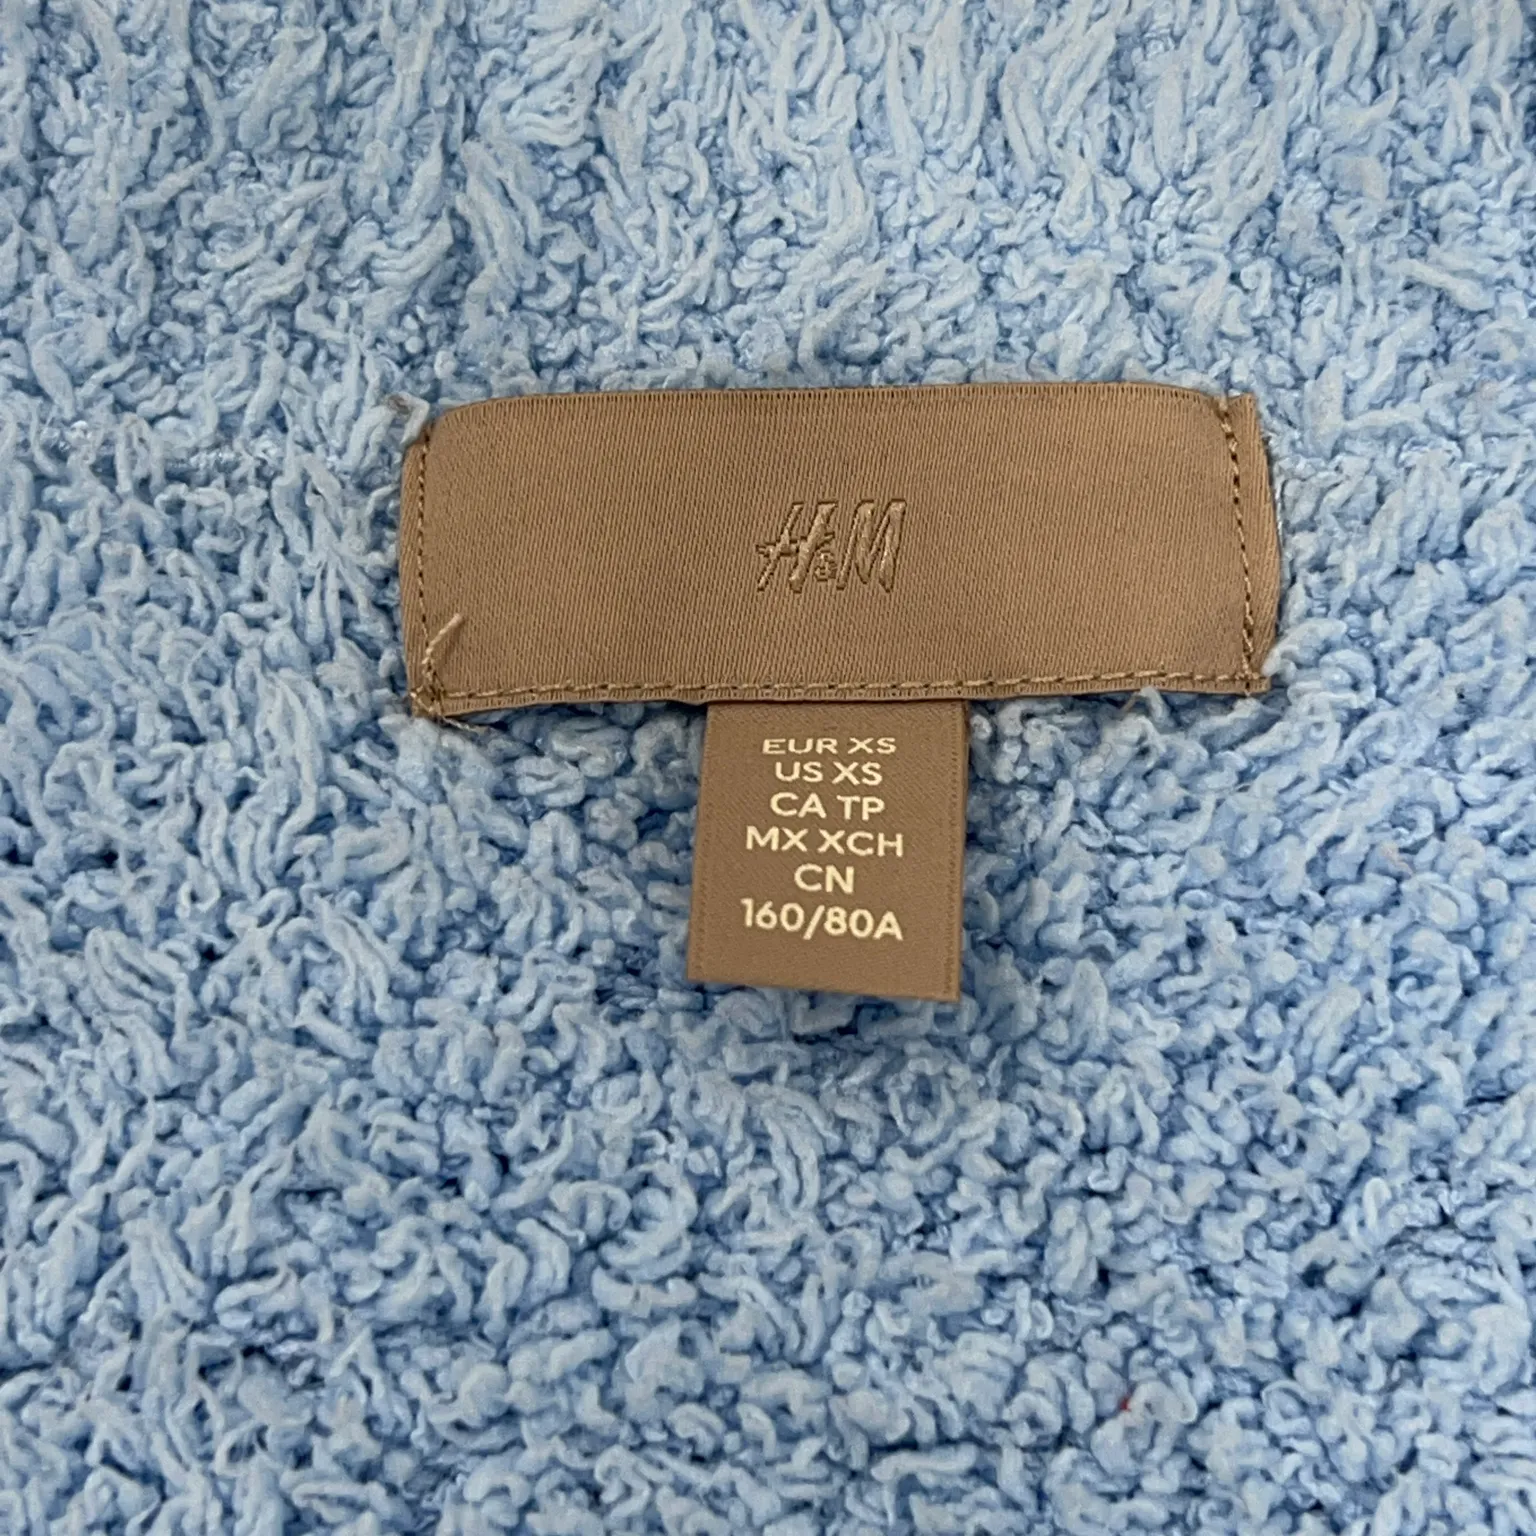 H&M
EUR XS
US XS
CA TP
MX XCH
CN
160/80A